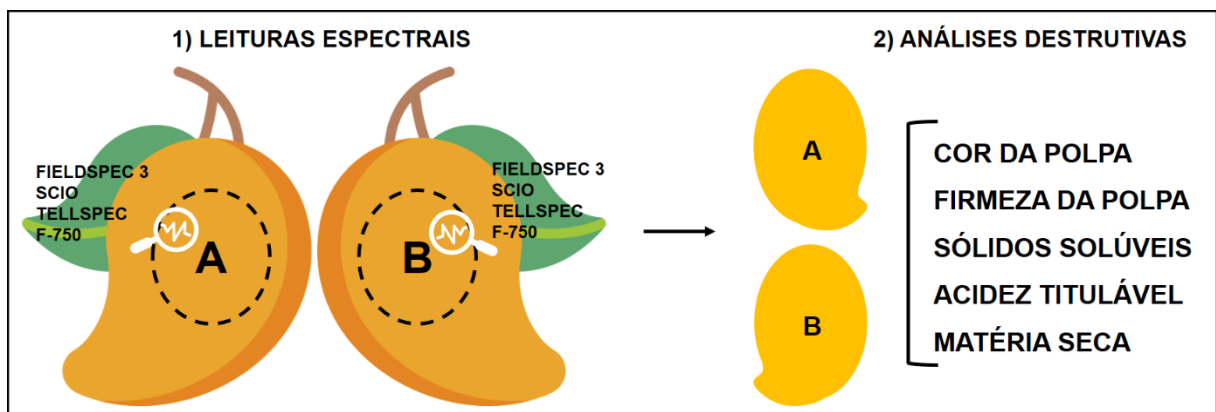 1) LEITURAS ESPECTRAIS
FIELDSPEC 3
SCIO
TELLSPEC
F-750
A
FIELDSPEC 3
SCIO
TELLSPEC
F-750
B
2) ANÁLISES DESTRUTIVAS
A
B
COR DA POLPA
FIRMEZA DA POLPA
SÓLIDOS SOLÚVEIS
ACIDEZ TITULÁVEL
MATÉRIA SECA